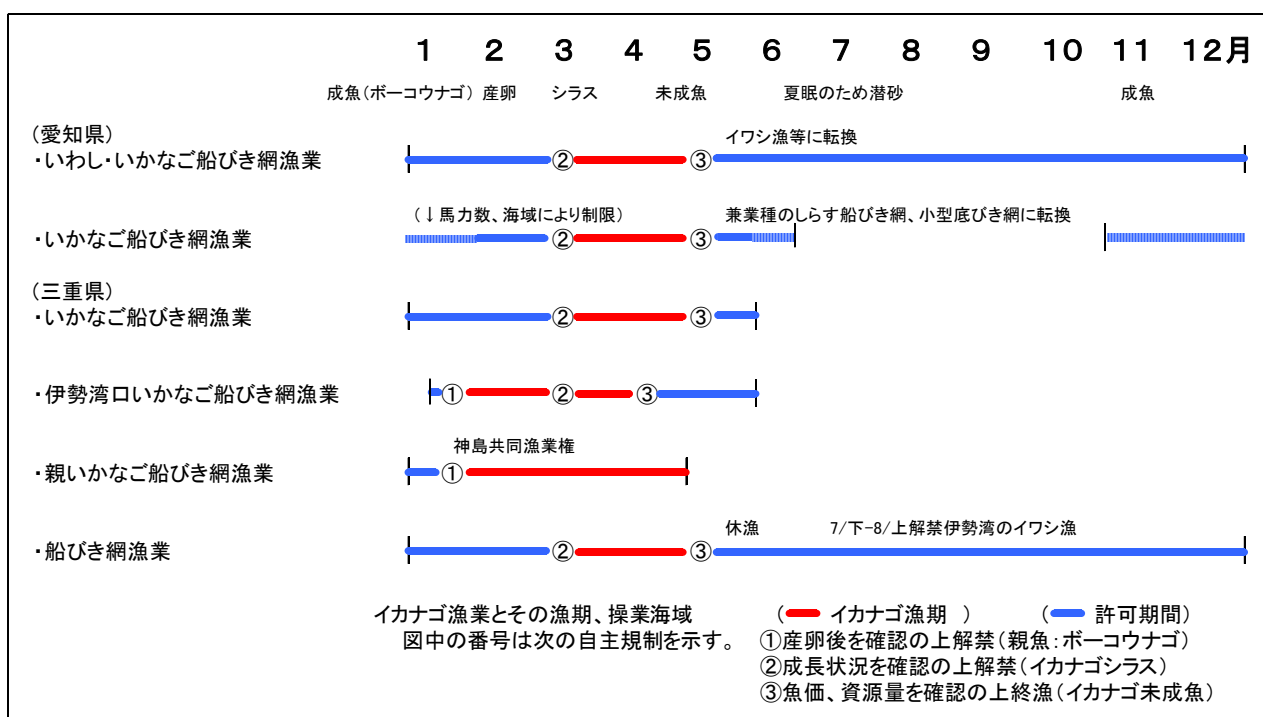 1 2 3 4 5 6 7 8 9 10 11 12月
成魚(ボーコウナゴ) 産卵 シラス 未成魚 夏眠のため潜砂 成魚
(愛知県)
イワシ漁等に転換
・いわし・いかなご船びき網漁業 ② ③
(↓馬力数、海域により制限) 兼業種のしらす船びき網、小型底びき網に転換
・いかなご船びき網漁業 ② ③
(三重県)
・いかなご船びき網漁業 ② ③
・伊勢湾口いかなご船びき網漁業 ① ② ③
神島共同漁業権
・親いかなご船びき網漁業 ①
休漁 7/下-8/上解禁伊勢湾のイワシ漁
・船びき網漁業 ② ③
イカナゴ漁業とその漁期、操業海域 ( イカナゴ漁期 ) ( 許可期間)
図中の番号は次の自主規制を示す。 ①産卵後を確認の上解禁(親魚:ボーコウナゴ)
②成長状況を確認の上解禁(イカナゴシラス)
③魚価、資源量を確認の上終漁(イカナゴ未成魚)